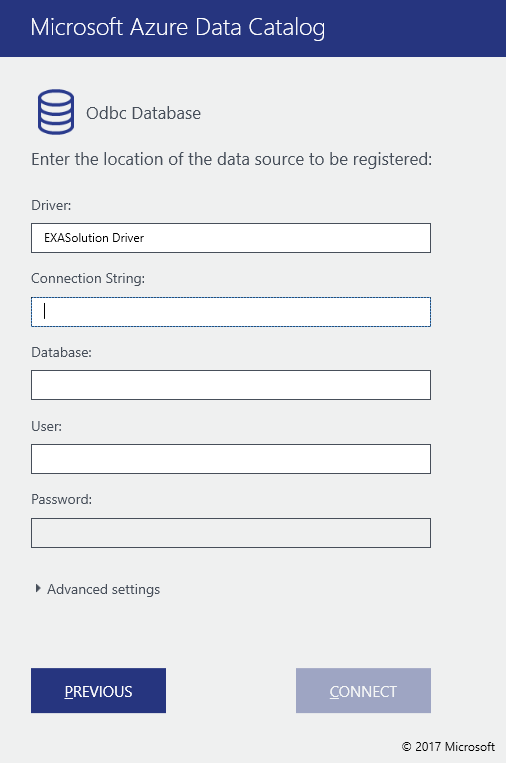 Microsoft Azure Data Catalog
Odbc Database
Enter the location of the data source to be registered:
Driver:
EXASolution Driver
Connection String:
Database:
User:
Password:
Advanced settings
PREVIOUS
CONNECT
© 2017 Microsoft